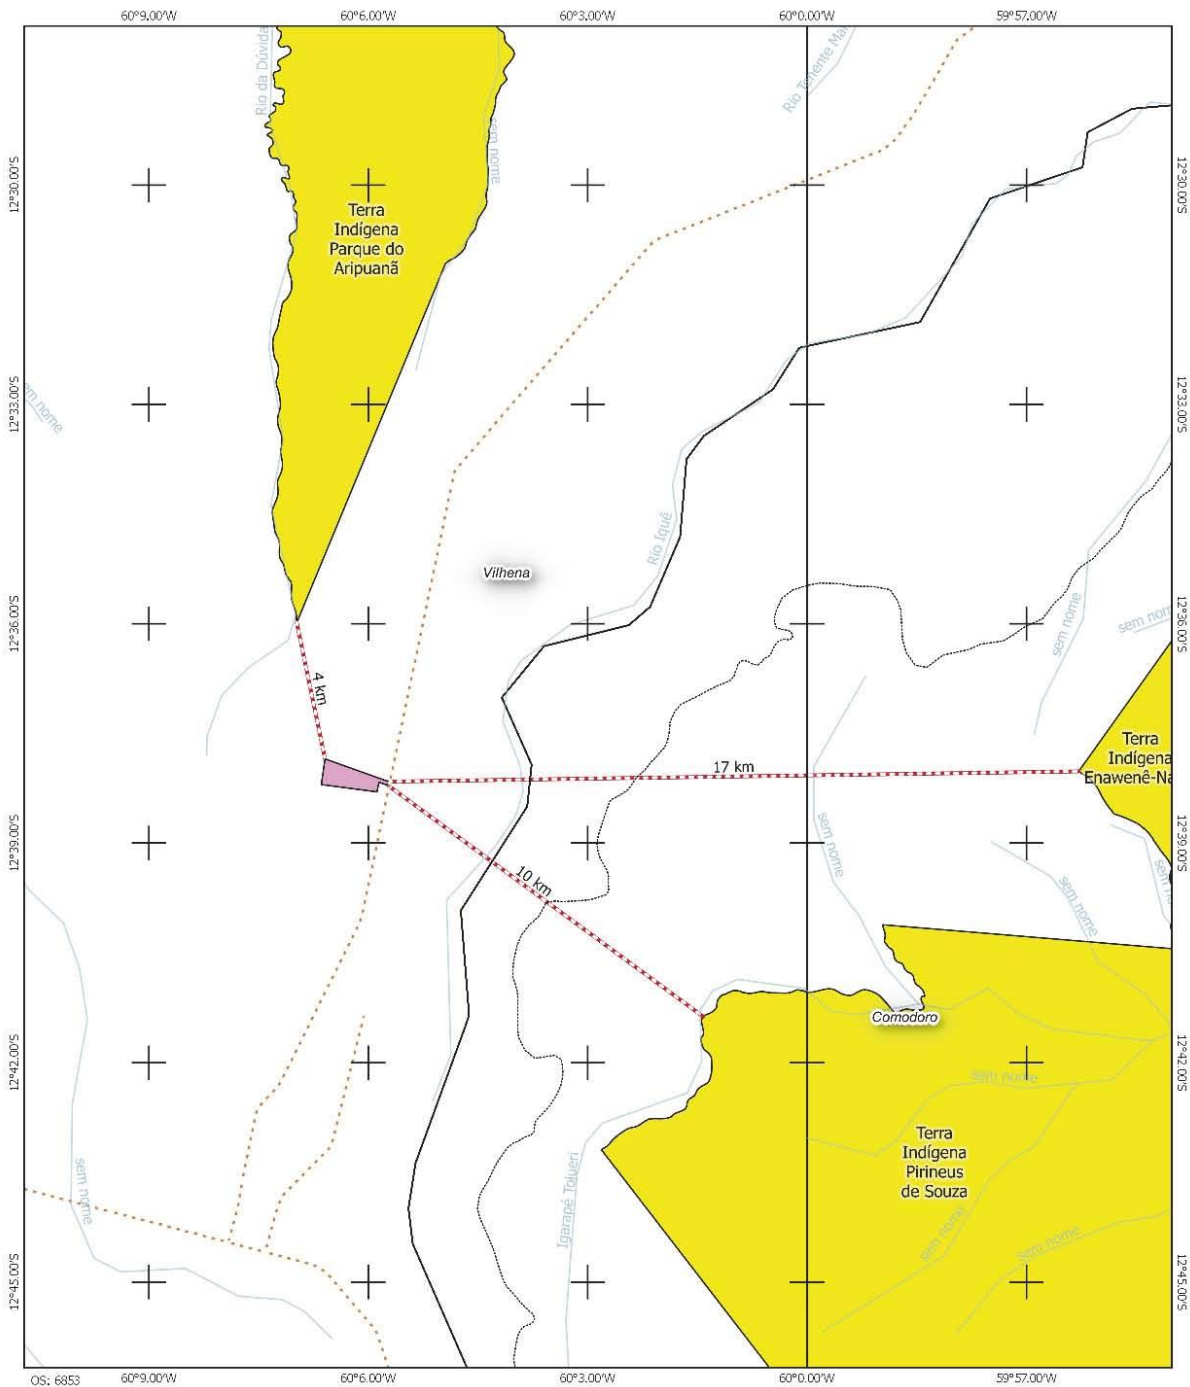 60°9.00'W 60°6.00'W 60°3.00'W 60°0.00'W 59°57.00'W
Rio da Dúvida
sem nome
Rio Tenente Mar
12°30.00'S
12°30.00'S
Terra
Indígena
Parque do
Aripuanã
sem nome
12°33.00'S
12°33.00'S
Vilhena
Rio Iquê
12°36.00'S
sem nome
sem nom
12°36.00'S
4 km
17 km
Terra
Indígena
Enawenê-Na
12°39.00'S
10 km
sem nome
sem nome
sem n
12°39.00'S
Comodoro
12°42.00'S
12°42.00'S
sem nome
Terra
Indígena
Pirineus
de Souza
sem nome
Igarapé Tolueri
sem nome
sem nome
12°45.00'S
12°45.00'S
OS: 6853
60°9.00'W 60°6.00'W 60°3.00'W 60°0.00'W 59°57.00'W